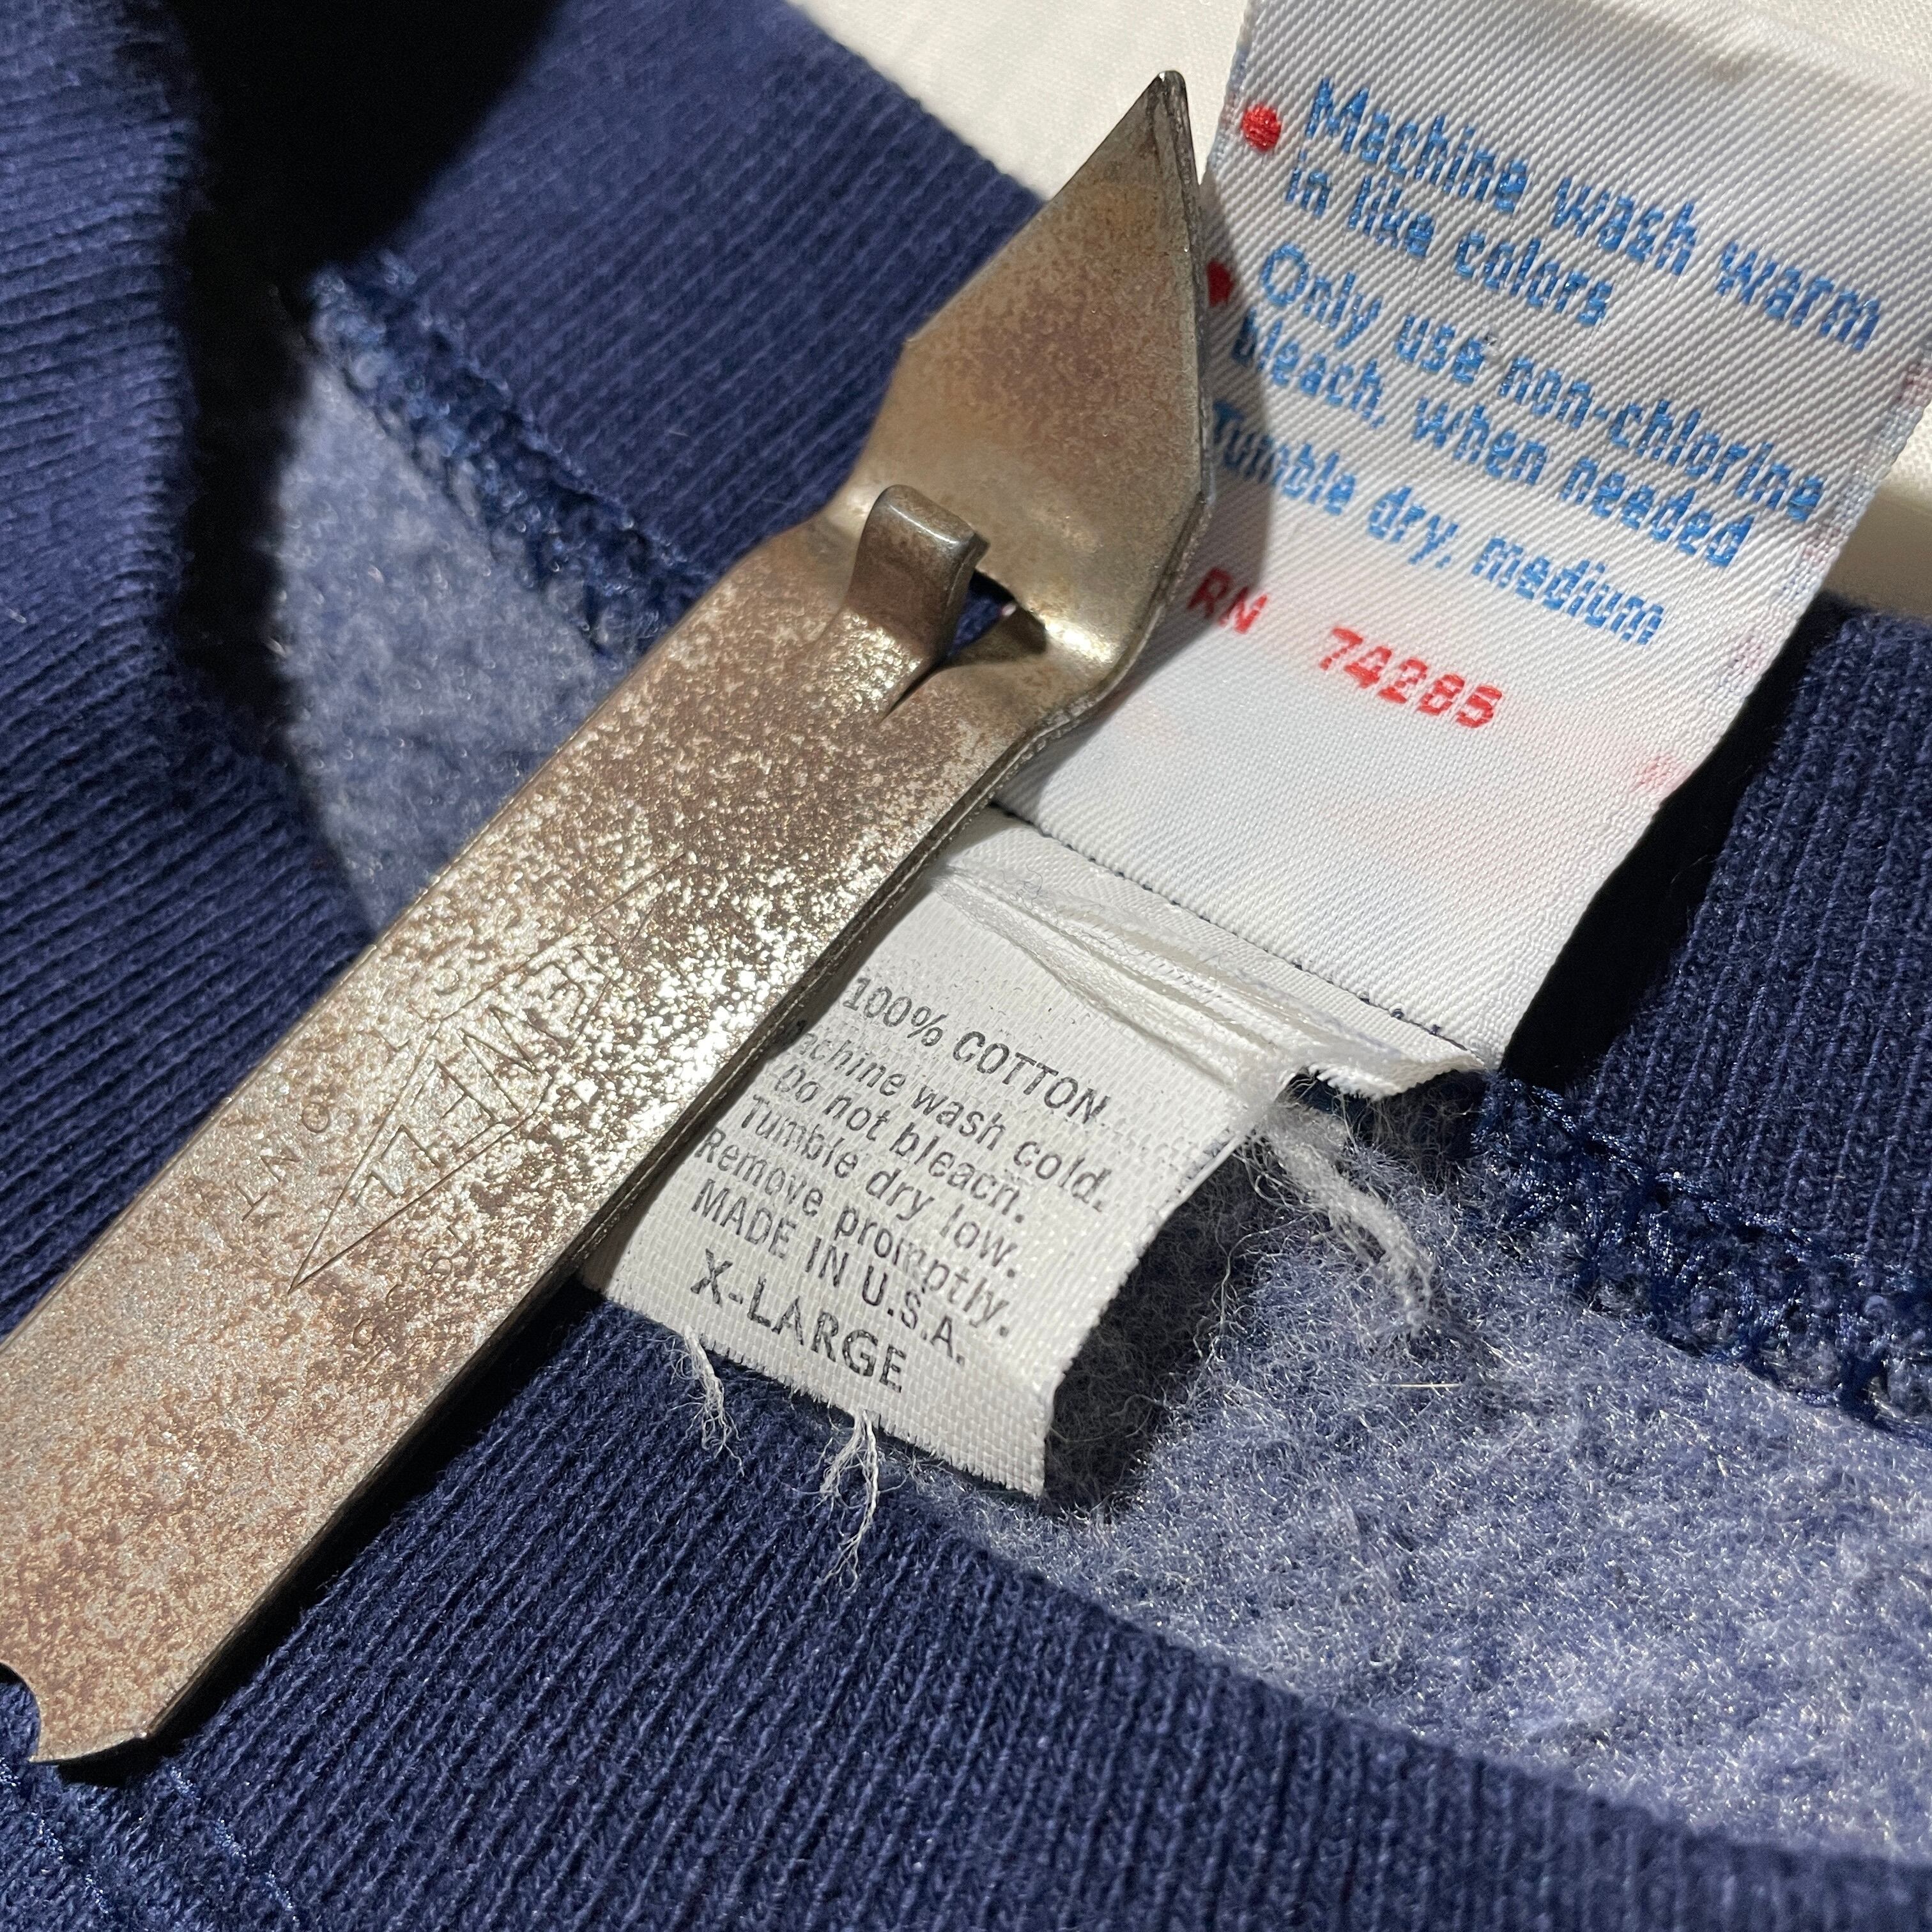 Machine wash warm
in like colors
Only use non-chlorine
bleach, when needed
Tumble dry, medium
RN 74285
100% COTTON
chine wash cold.
Do not bleach.
Tumble dry low.
Remove promptly.
MADE IN U.S.A.
X-LARGE